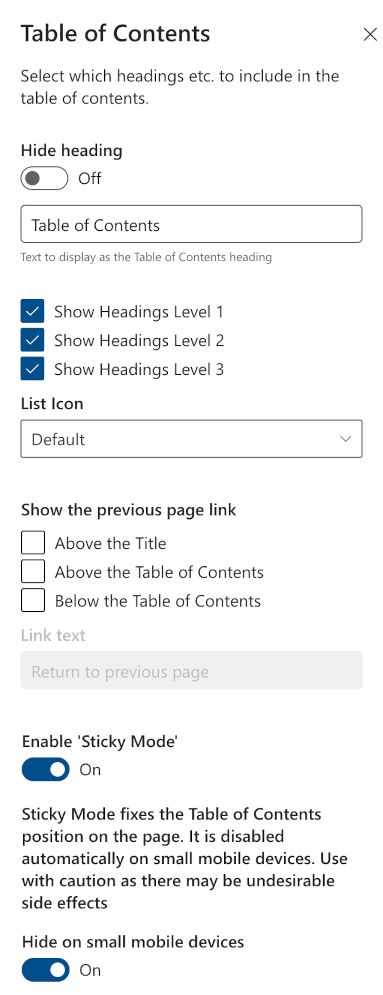 Table of Contents
Select which headings etc. to include in the
table of contents.
Hide heading
Off
Table of Contents
Text to display as the Table of Contents heading
Show Headings Level 1
Show Headings Level 2
Show Headings Level 3
List Icon
Default
Show the previous page link
Above the Title
Above the Table of Contents
Below the Table of Contents
Link text
Return to previous page
Enable 'Sticky Mode'
On
Sticky Mode fixes the Table of Contents
position on the page. It is disabled
automatically on small mobile devices. Use
with caution as there may be undesirable
side effects
Hide on small mobile devices
On